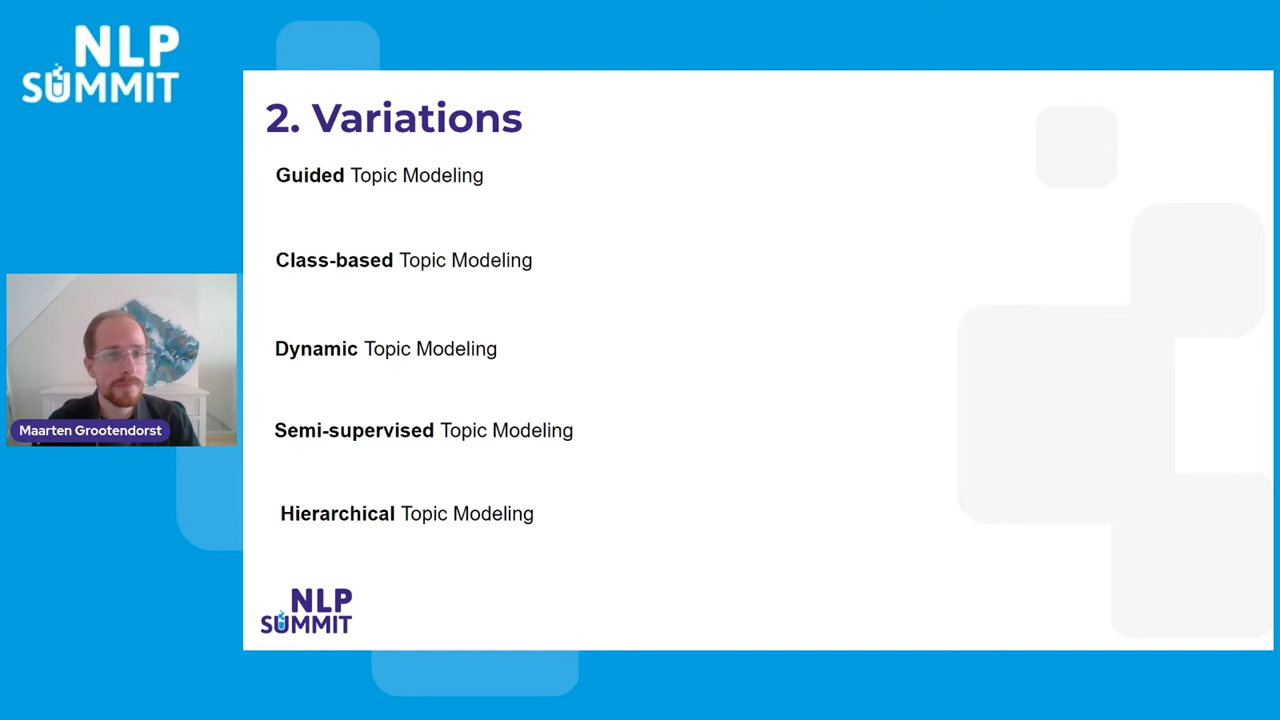 NLP
SUMMIT
2. Variations
Guided Topic Modeling
Class-based Topic Modeling
Dynamic Topic Modeling
Semi-supervised Topic Modeling
Hierarchical Topic Modeling
Maarten Grootendorst
NLP
SUMMIT